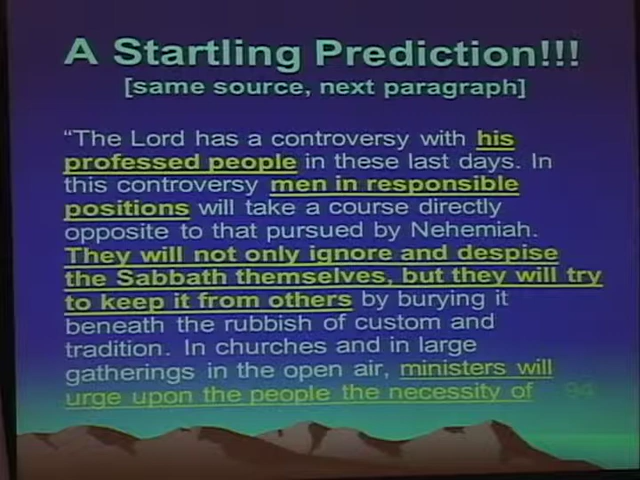 A Startling Prediction!!!
[same source, next paragraph]
“The Lord has a controversy with his
professed people in these last days. In
this controversy men in responsible
positions will take a course directly
opposite to that pursued by Nehemiah.
They will not only ignore and despise
the Sabbath themselves, but they will try
to keep it from others by burying it
beneath the rubbish of custom and
tradition. In churches and in large
gatherings in the open air, ministers will
urge upon the people the necessity of
94